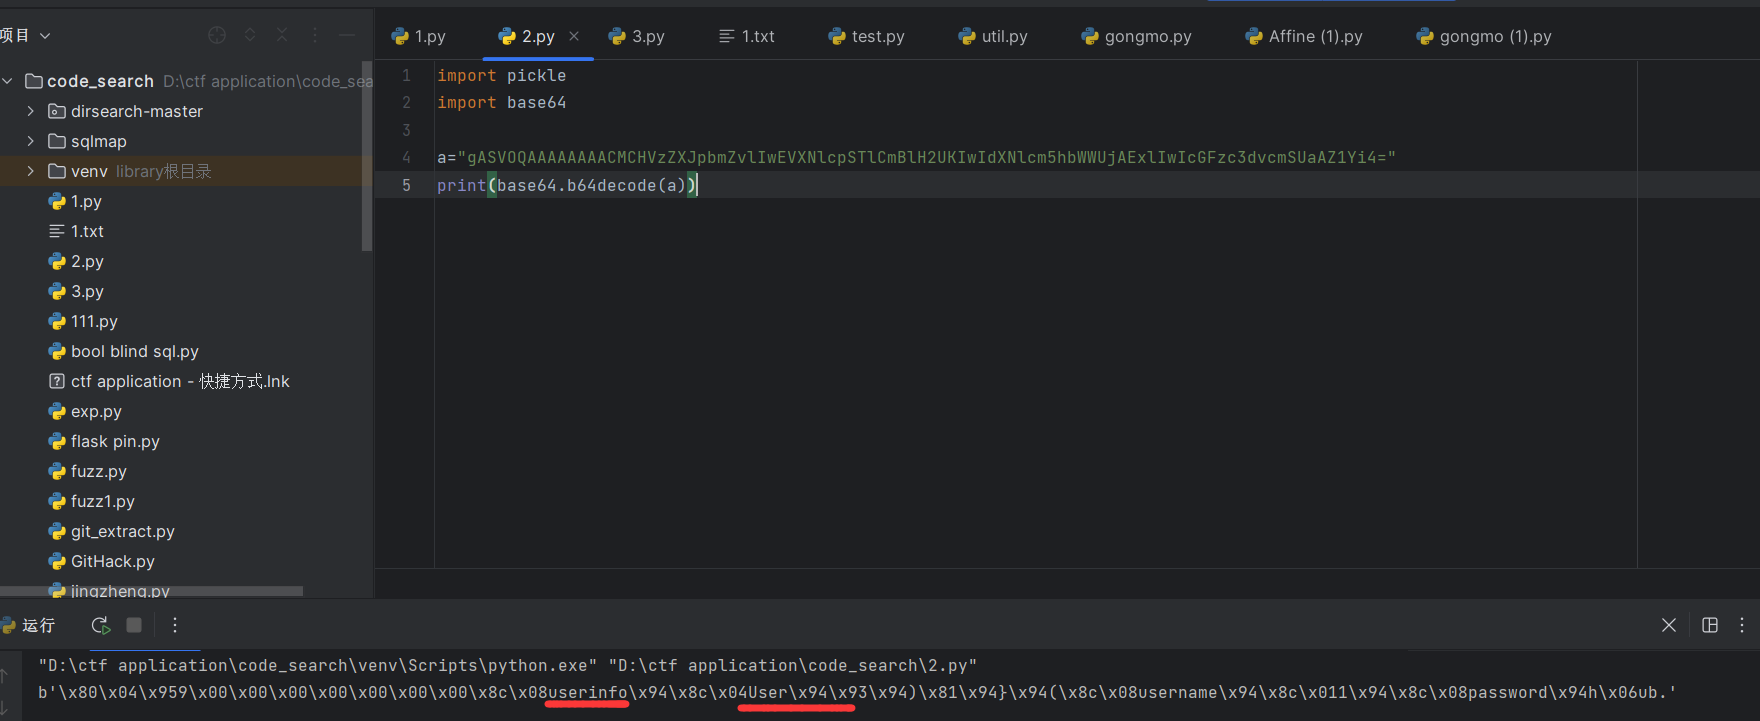 项目
1.py
2.py
3.py
1.txt
test.py
util.py
gongmo.py
Affine (1).py
gongmo (1).py
code_search D:\ctf application\code_sea
dirsearch-master
sqlmap
venv library根目录
1.py
1.txt
2.py
3.py
111.py
bool blind sql.py
ctf application - 快捷方式.lnk
exp.py
flask pin.py
fuzz.py
fuzz1.py
git_extract.py
GitHack.py
jingzheng.py
1 import pickle
2 import base64
3
4 a="gASVOQAAAAAAAACMCHVzZXJpbmZvlIwEVXNlcpSTlCmBlH2UKIwIdXNlcm5hbWWUjAExlIwIcGFzc3dvcmSUaAZ1Yi4="
5 print(base64.b64decode(a))
运行
"D:\ctf application\code_search\venv\Scripts\python.exe" "D:\ctf application\code_search\2.py"
b'\x80\x04\x959\x00\x00\x00\x00\x00\x00\x00\x8c\x08userinfo\x94\x8c\x04User\x94\x93\x94)\x81\x94}\x94(\x8c\x08username\x94\x8c\x011\x94\x8c\x08password\x94h\x06ub.'